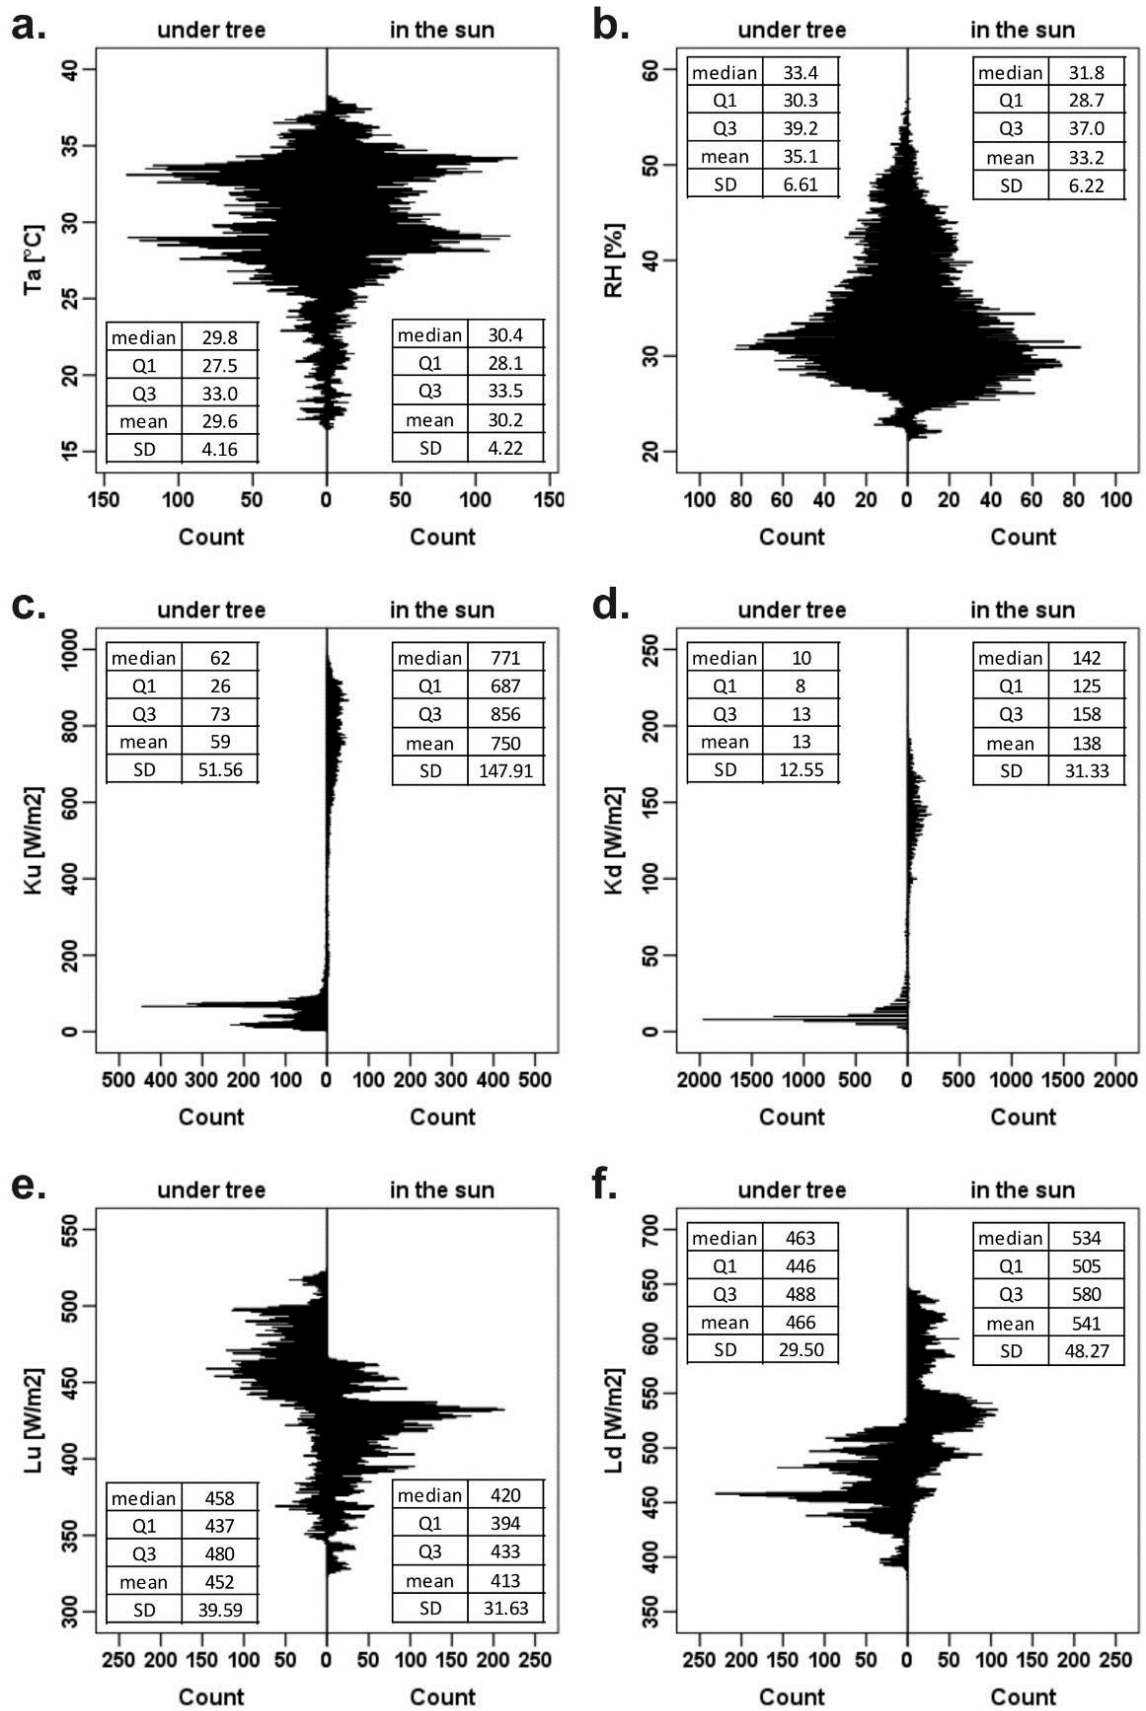 a.
under tree in the sun
40
35
30
25
20
15
Ta [°C]
median 29.8
Q1 27.5
Q3 33.0
mean 29.6
SD 4.16
median 30.4
Q1 28.1
Q3 33.5
mean 30.2
SD 4.22
150 100 50 0 50 100 150
Count Count
b.
under tree in the sun
60
50
40
30
20
RH [%]
median 33.4
Q1 30.3
Q3 39.2
mean 35.1
SD 6.61
median 31.8
Q1 28.7
Q3 37.0
mean 33.2
SD 6.22
100 80 60 40 20 0 20 40 60 80 100
Count Count
c.
under tree in the sun
1000
800
600
400
200
0
Ku [W/m2]
median 62
Q1 26
Q3 73
mean 59
SD 51.56
median 771
Q1 687
Q3 856
mean 750
SD 147.91
500 400 300 200 100 0 100 200 300 400 500
Count Count
d.
under tree in the sun
250
200
150
100
50
0
Kd [W/m2]
median 10
Q1 8
Q3 13
mean 13
SD 12.55
median 142
Q1 125
Q3 158
mean 138
SD 31.33
2000 1500 1000 500 0 500 1000 1500 2000
Count Count
e.
under tree in the sun
550
500
450
400
350
300
Lu [W/m2]
median 458
Q1 437
Q3 480
mean 452
SD 39.59
median 420
Q1 394
Q3 433
mean 413
SD 31.63
250 200 150 100 50 0 50 100 150 200 250
Count Count
f.
under tree in the sun
700
650
600
550
500
450
400
350
Ld [W/m2]
median 463
Q1 446
Q3 488
mean 466
SD 29.50
median 534
Q1 505
Q3 580
mean 541
SD 48.27
250 200 150 100 50 0 50 100 150 200 250
Count Count